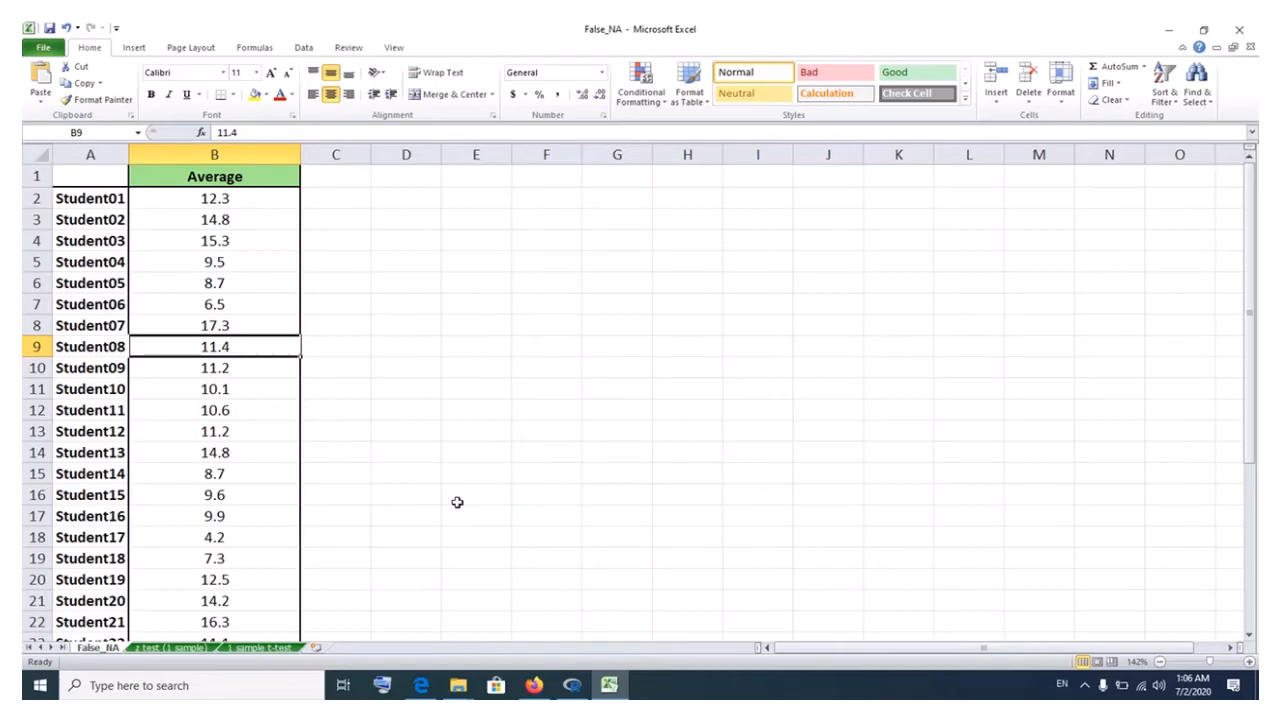 False_NA - Microsoft Excel
File Home Insert Page Layout Formulas Data Review View
Paste
Cut
Copy
Format Painter
Clipboard
Calibri 11
B I U
Font
Wrap Text
Merge & Center
Alignment
General
$ % ,
Number
Conditional Formatting
Format as Table
Normal Bad Good
Neutral Calculation Check Cell
Styles
Insert Delete Format
Cells
AutoSum
Fill
Clear
Sort & Filter
Find & Select
Editing
B9 fx 11.4
A B C D E F G H I J K L M N O
1 Average
2 Student01 12.3
3 Student02 14.8
4 Student03 15.3
5 Student04 9.5
6 Student05 8.7
7 Student06 6.5
8 Student07 17.3
9 Student08 11.4
10 Student09 11.2
11 Student10 10.1
12 Student11 10.6
13 Student12 11.2
14 Student13 14.8
15 Student14 8.7
16 Student15 9.6
17 Student16 9.9
18 Student17 4.2
19 Student18 7.3
20 Student19 12.5
21 Student20 14.2
22 Student21 16.3
False_NA z test (1 sample) 1 sample t-test
Ready 142%
Type here to search
EN 1:06 AM
7/2/2020